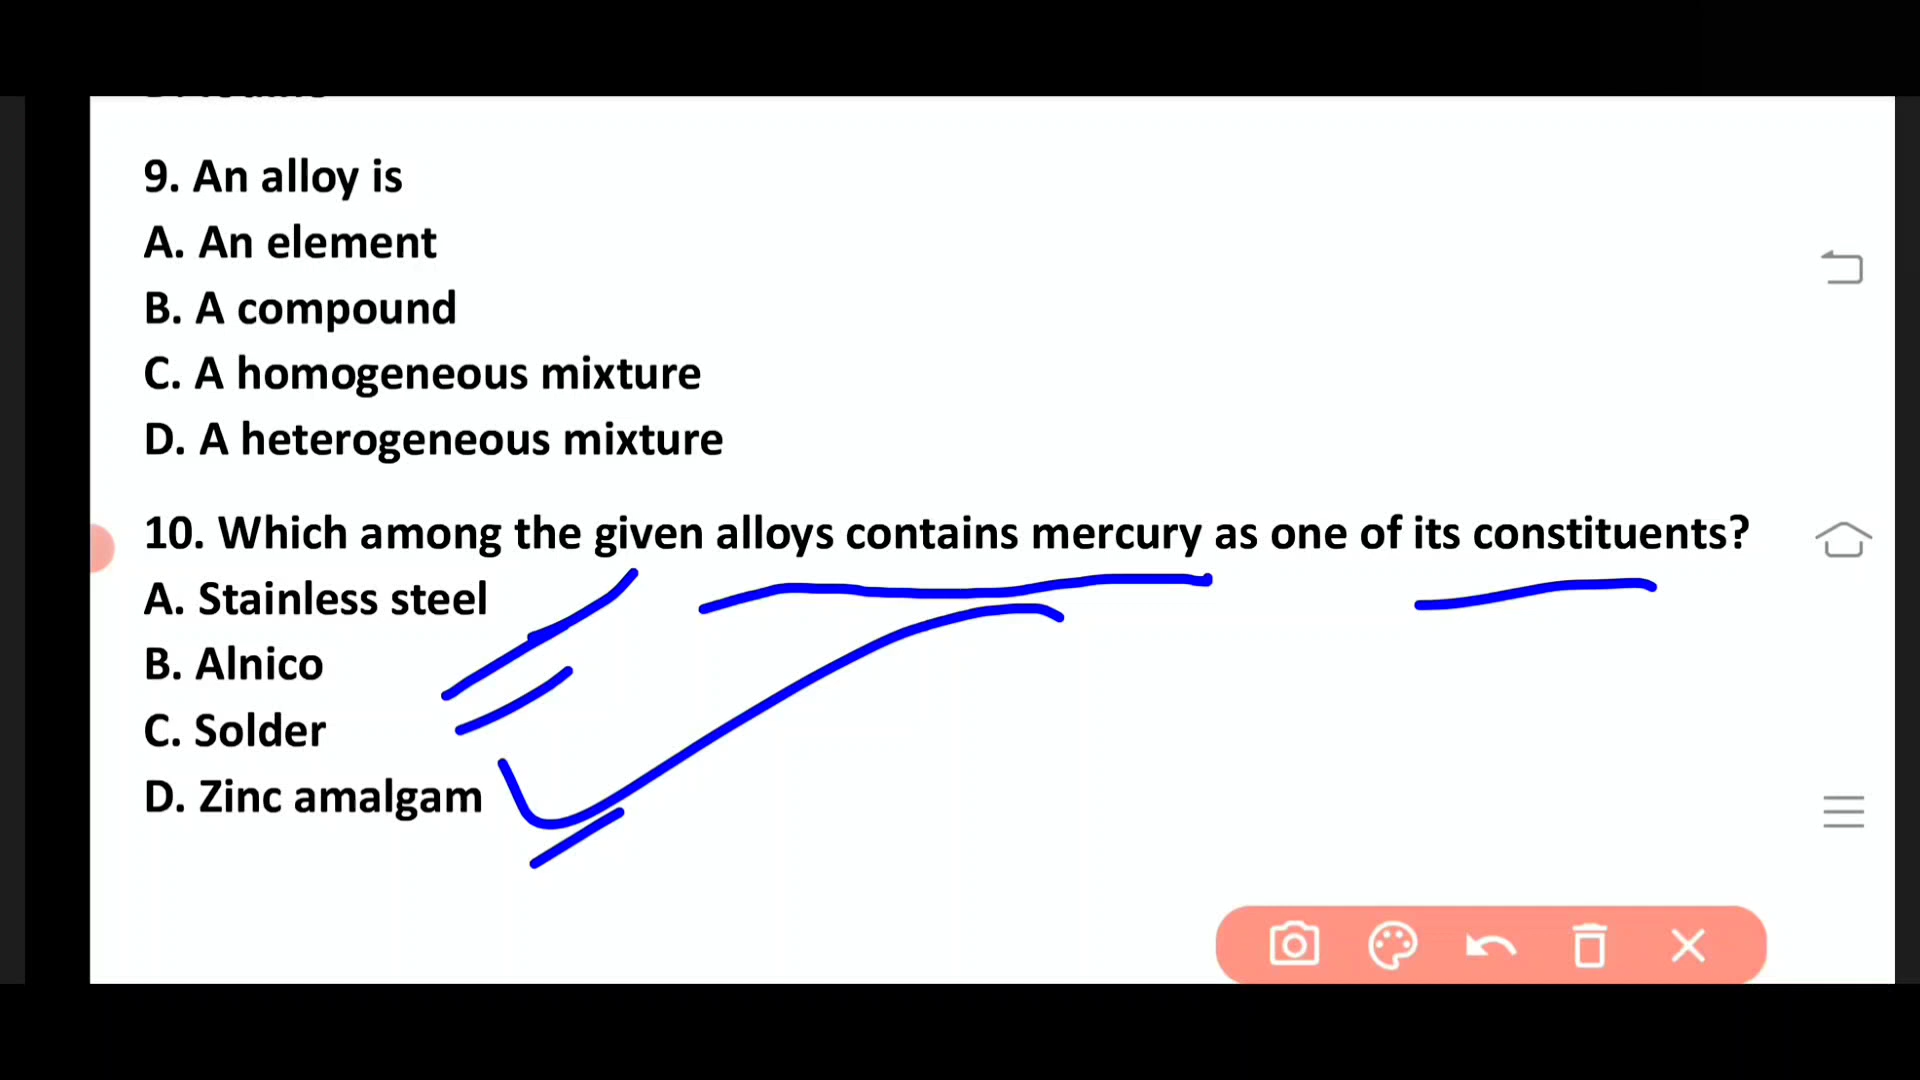 9. An alloy is
A. An element
B. A compound
C. A homogeneous mixture
D. A heterogeneous mixture
10. Which among the given alloys contains mercury as one of its constituents?
A. Stainless steel
B. Alnico
C. Solder
D. Zinc amalgam